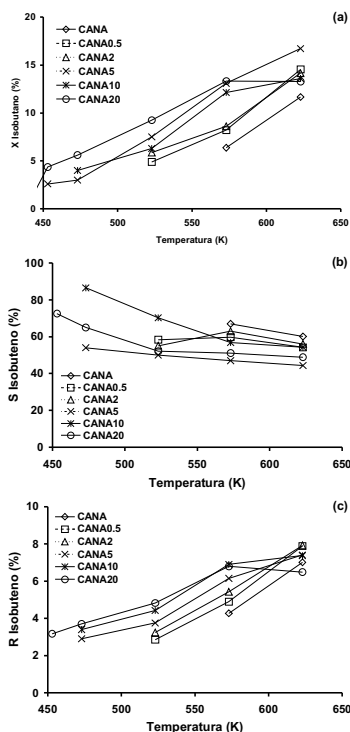 (a)
20
15
10
5
0
X Isobutano (%)
CANA
CANA0.5
CANA2
CANA5
CANA10
CANA20
450 500 550 600 650
Temperatura (K)
(b)
100
80
60
40
20
0
S Isobuteno (%)
CANA
CANA0.5
CANA2
CANA5
CANA10
CANA20
450 500 550 600 650
Temperatura (K)
(c)
10
8
6
4
2
0
R Isobuteno (%)
CANA
CANA0.5
CANA2
CANA5
CANA10
CANA20
450 500 550 600 650
Temperatura (K)